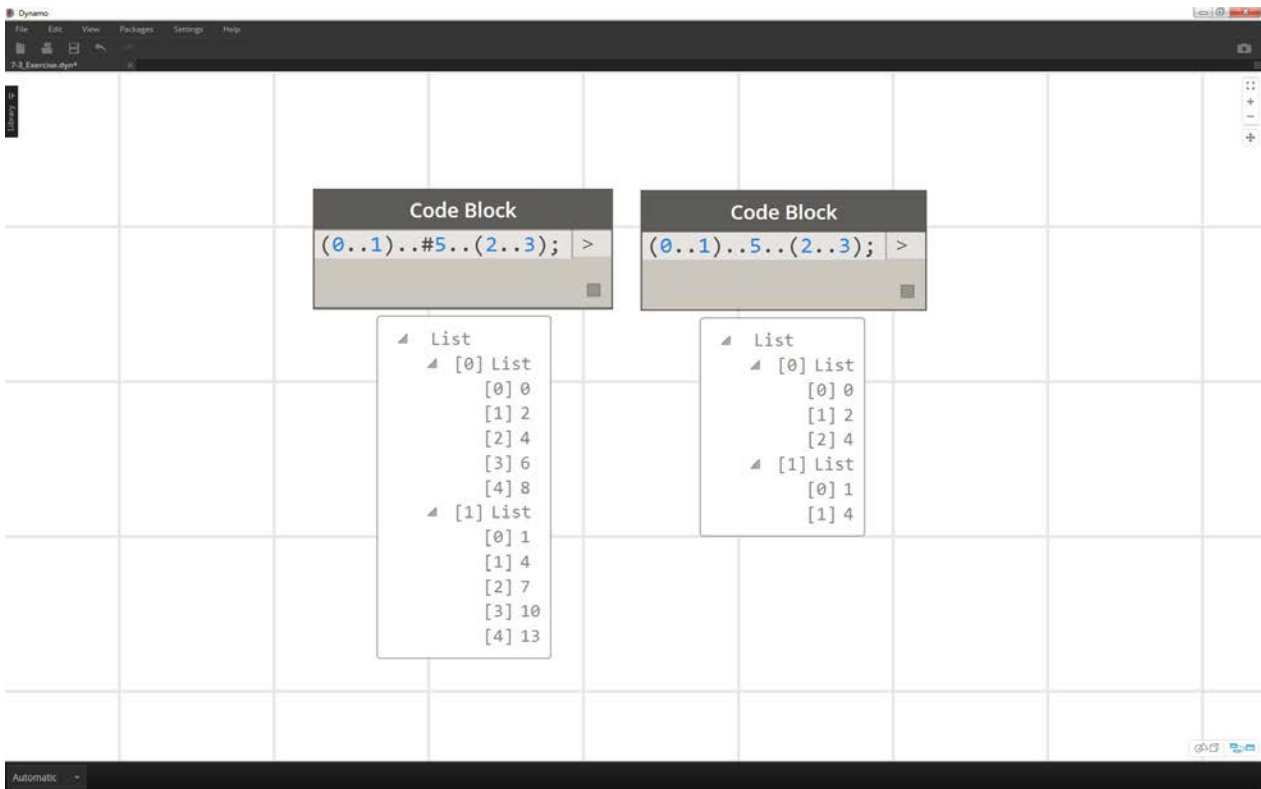 Dynamo
File Edit View Packages Settings Help
7-3_Exercise.dyn*
Library
Code Block
(0..1)..#5..(2..3); >
List
[0] List
[0] 0
[1] 2
[2] 4
[3] 6
[4] 8
[1] List
[0] 1
[1] 4
[2] 7
[3] 10
[4] 13
Code Block
(0..1)..5..(2..3); >
List
[0] List
[0] 0
[1] 2
[2] 4
[1] List
[0] 1
[1] 4
Automatic